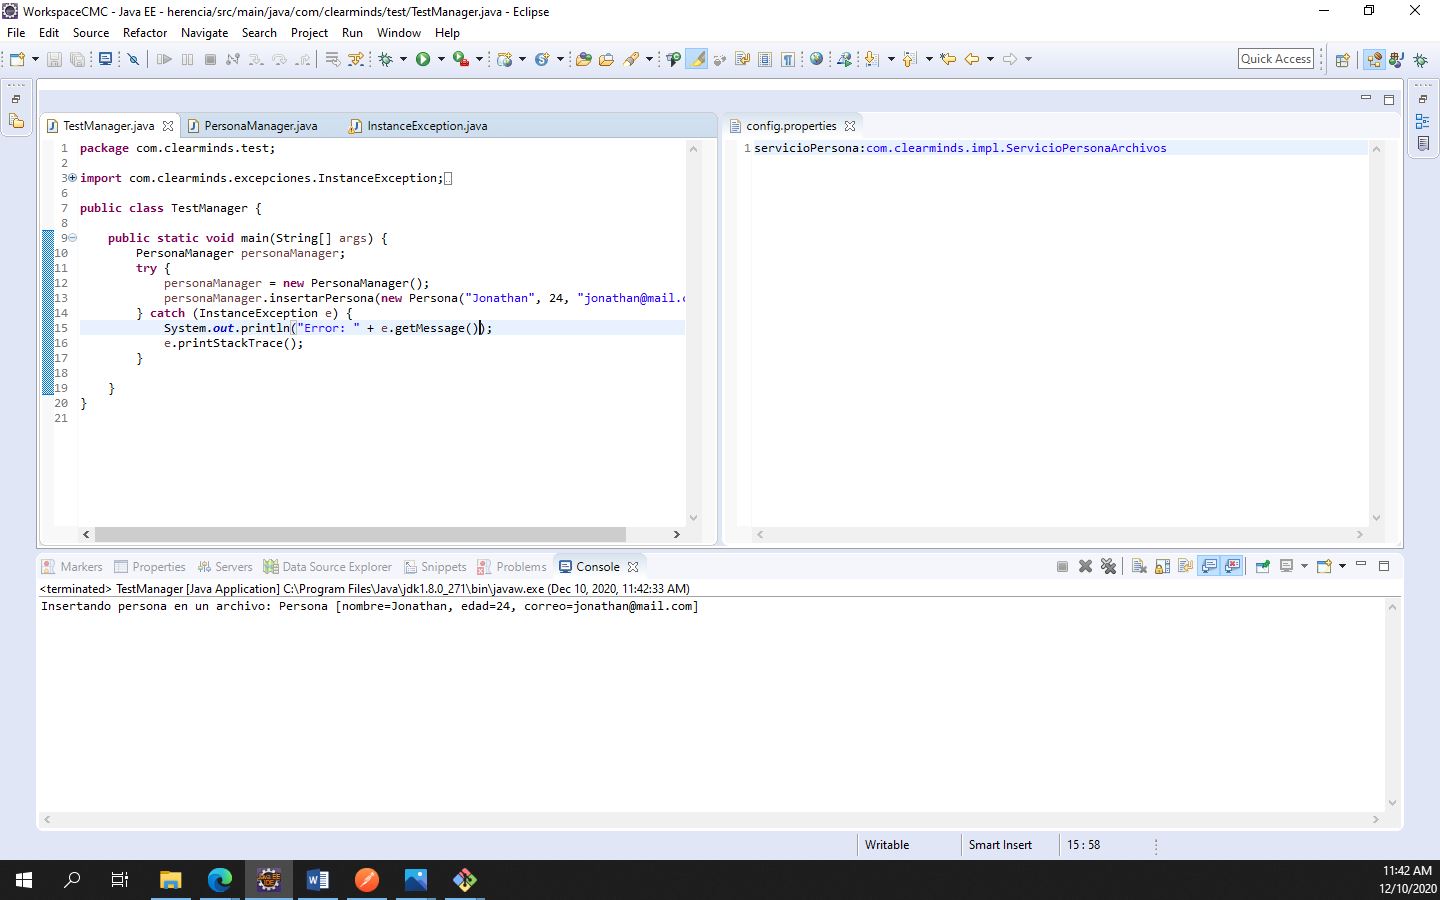 WorkspaceCMC - Java EE - herencia/src/main/java/com/clearminds/test/TestManager.java - Eclipse
File Edit Source Refactor Navigate Search Project Run Window Help
Quick Access
TestManager.java PersonaManager.java InstanceException.java
1 package com.clearminds.test;
2
3 import com.clearminds.excepciones.InstanceException;
6
7 public class TestManager {
8
9     public static void main(String[] args) {
10         PersonaManager personaManager;
11         try {
12             personaManager = new PersonaManager();
13             personaManager.insertarPersona(new Persona("Jonathan", 24, "jonathan@mail.c
14         } catch (InstanceException e) {
15             System.out.println("Error: " + e.getMessage());
16             e.printStackTrace();
17         }
18
19     }
20 }
21
config.properties
1 servicioPersona:com.clearminds.impl.ServicioPersonaArchivos
Markers Properties Servers Data Source Explorer Snippets Problems Console
<terminated> TestManager [Java Application] C:\Program Files\Java\jdk1.8.0_271\bin\javaw.exe (Dec 10, 2020, 11:42:33 AM)
Insertando persona en un archivo: Persona [nombre=Jonathan, edad=24, correo=jonathan@mail.com]
Writable Smart Insert 15 : 58
11:42 AM
12/10/2020